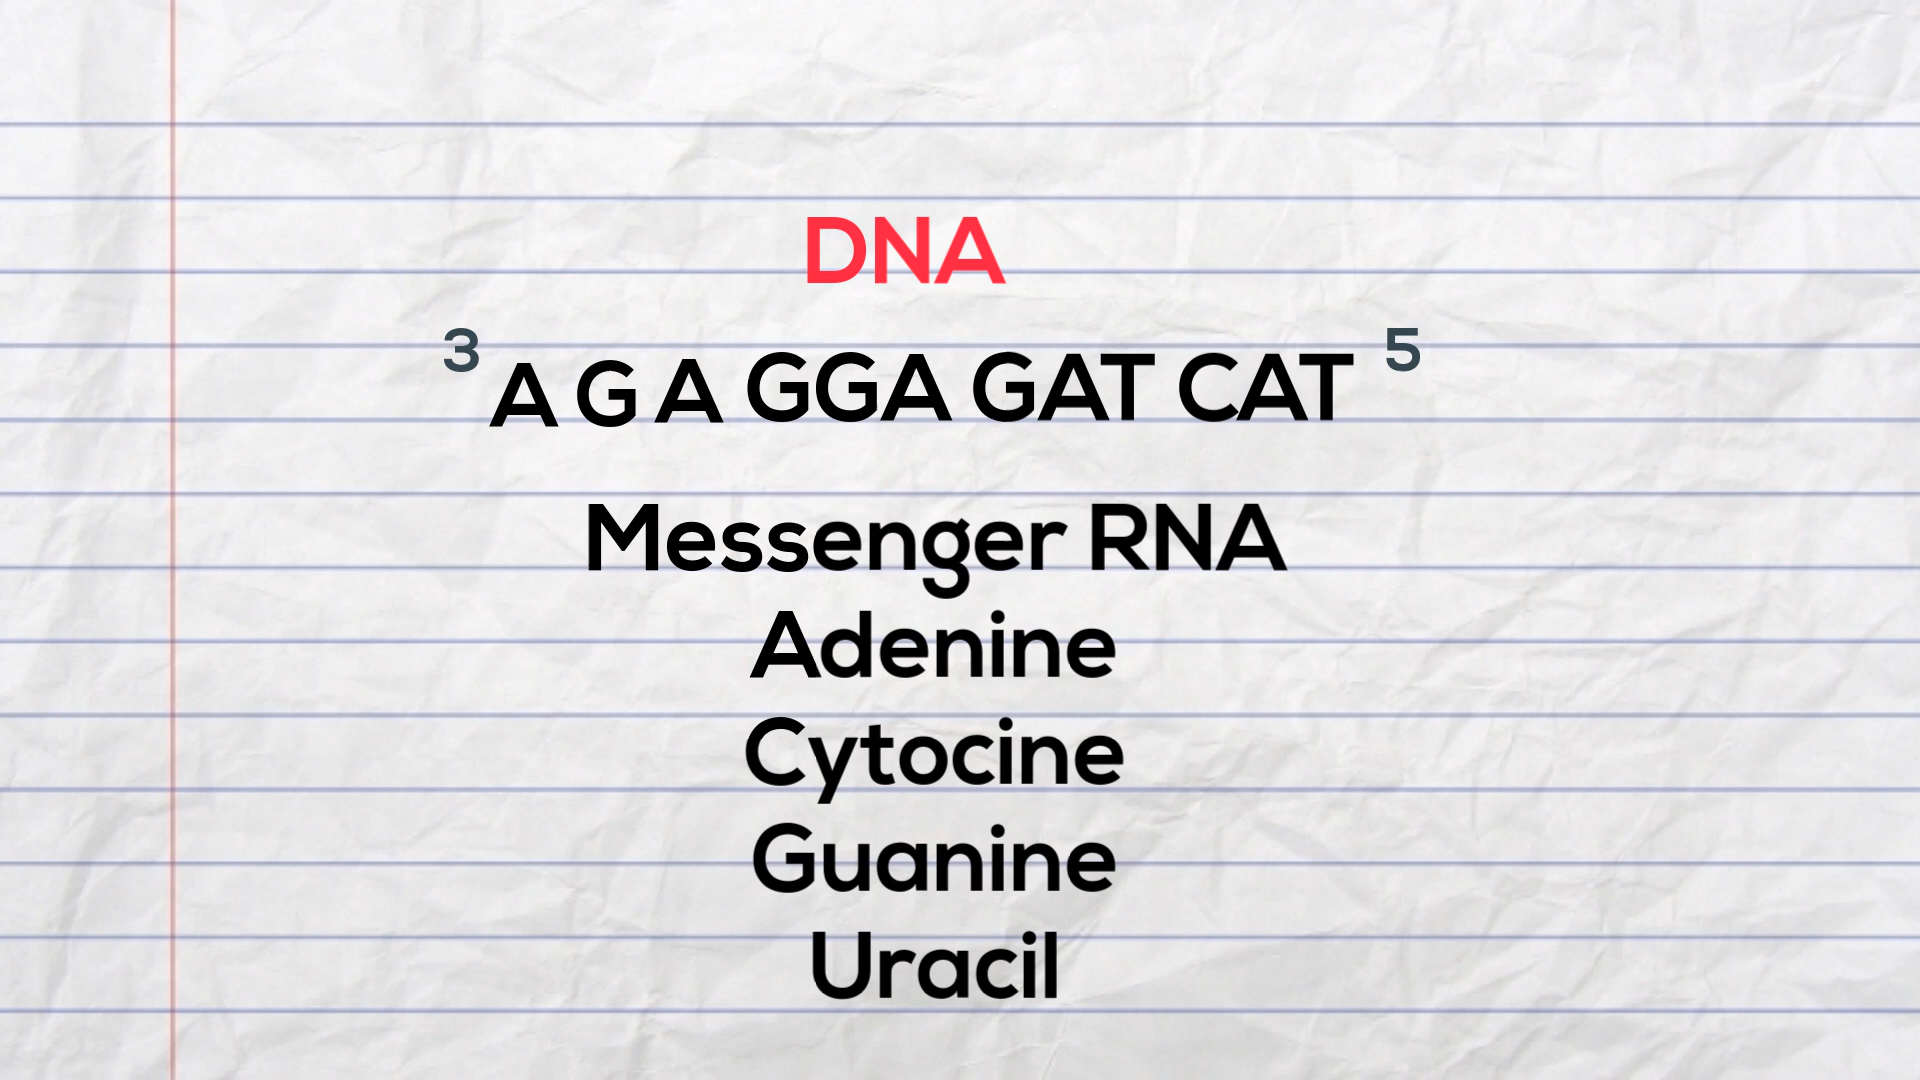 DNA
3 A G A GGA GAT CAT 5
Messenger RNA
Adenine
Cytocine
Guanine
Uracil